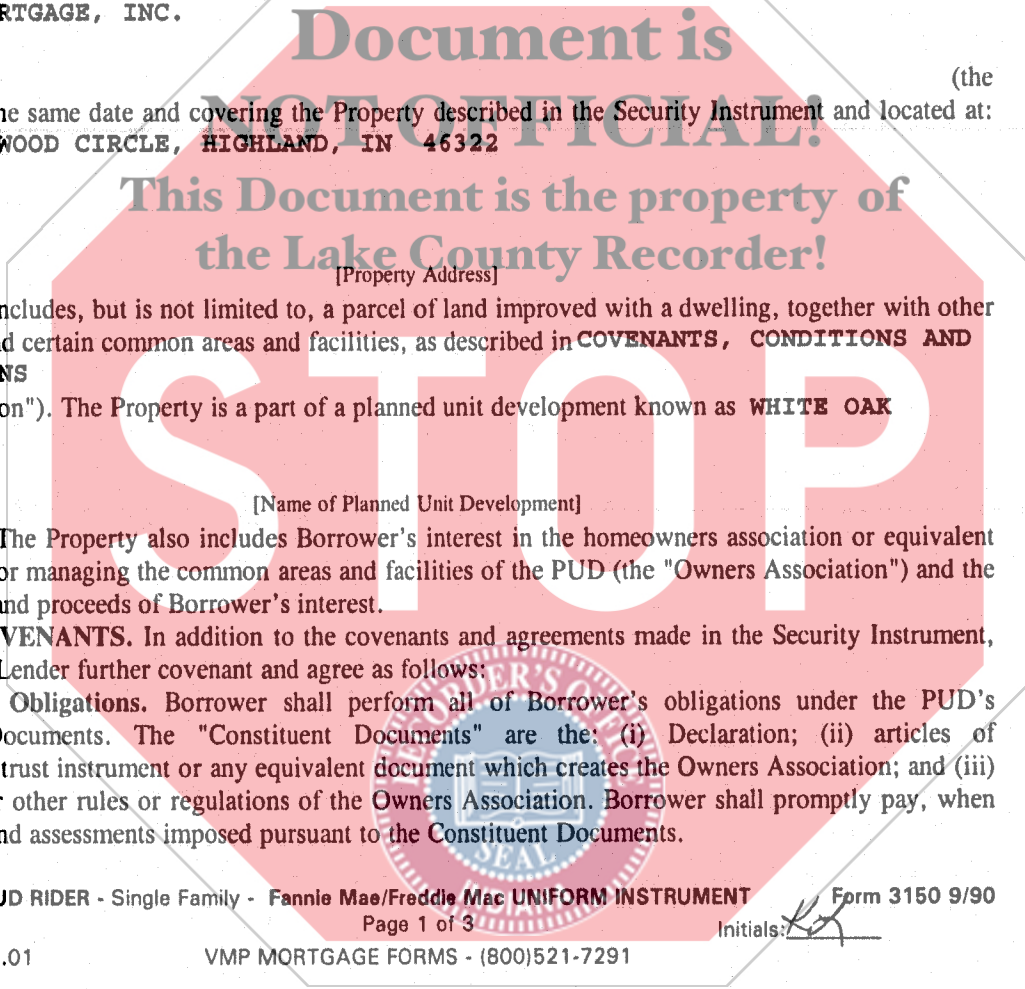 RTGAGE, INC.
Document is
(the
ne same date and covering the Property described in the Security Instrument and located at:
NOT OFFICIAL!
WOOD CIRCLE, HIGHLAND, IN 46322
This Document is the property of
the Lake County Recorder!
[Property Address]
ncludes, but is not limited to, a parcel of land improved with a dwelling, together with other
d certain common areas and facilities, as described in COVENANTS, CONDITIONS AND
NS
on"). The Property is a part of a planned unit development known as WHITE OAK
STOP
[Name of Planned Unit Development]
The Property also includes Borrower's interest in the homeowners association or equivalent
or managing the common areas and facilities of the PUD (the "Owners Association") and the
nd proceeds of Borrower's interest.
VENANTS. In addition to the covenants and agreements made in the Security Instrument,
Lender further covenant and agree as follows:
Obligations. Borrower shall perform all of Borrower's obligations under the PUD's
ocuments. The "Constituent Documents" are the: (i) Declaration; (ii) articles of
trust instrument or any equivalent document which creates the Owners Association; and (iii)
r other rules or regulations of the Owners Association. Borrower shall promptly pay, when
nd assessments imposed pursuant to the Constituent Documents.
RECORDER'S OFFICE
SEAL
INDIANA
UD RIDER - Single Family - Fannie Mae/Freddie Mac UNIFORM INSTRUMENT Form 3150 9/90
Page 1 of 3 Initials:
.01 VMP MORTGAGE FORMS - (800)521-7291